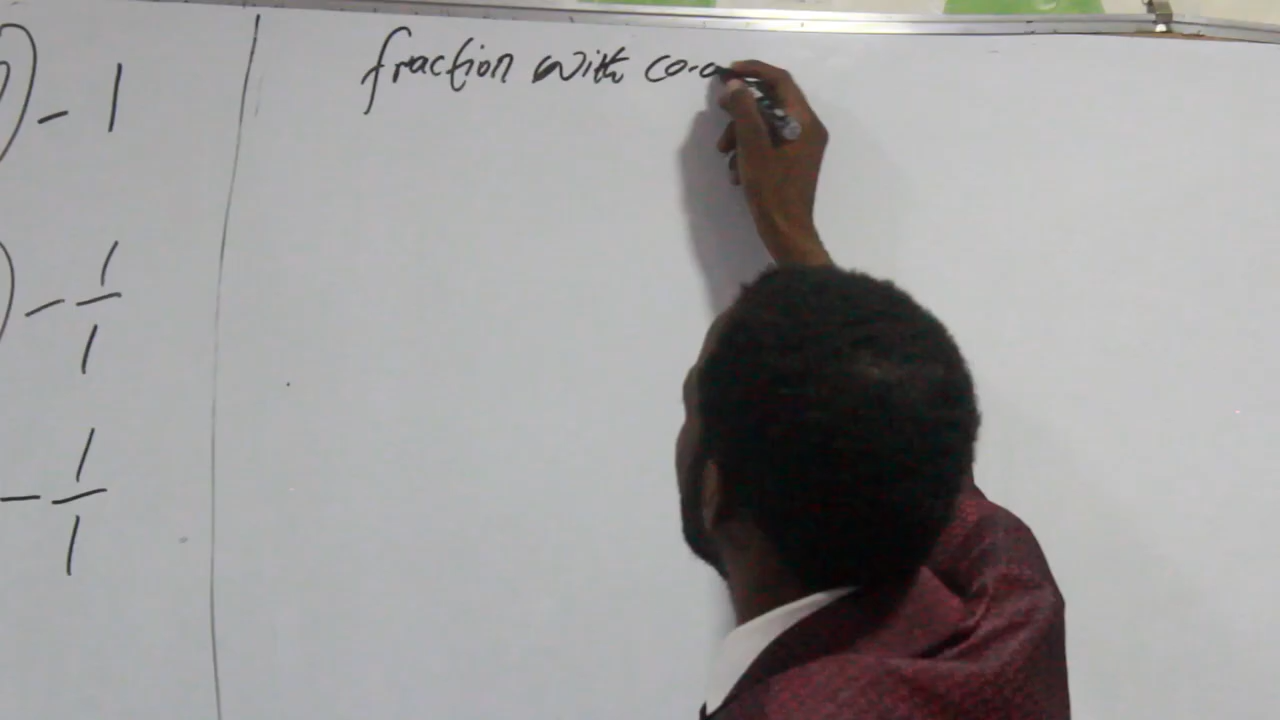 ) - 1
fraction with co-o
) - 1/1
- 1/1